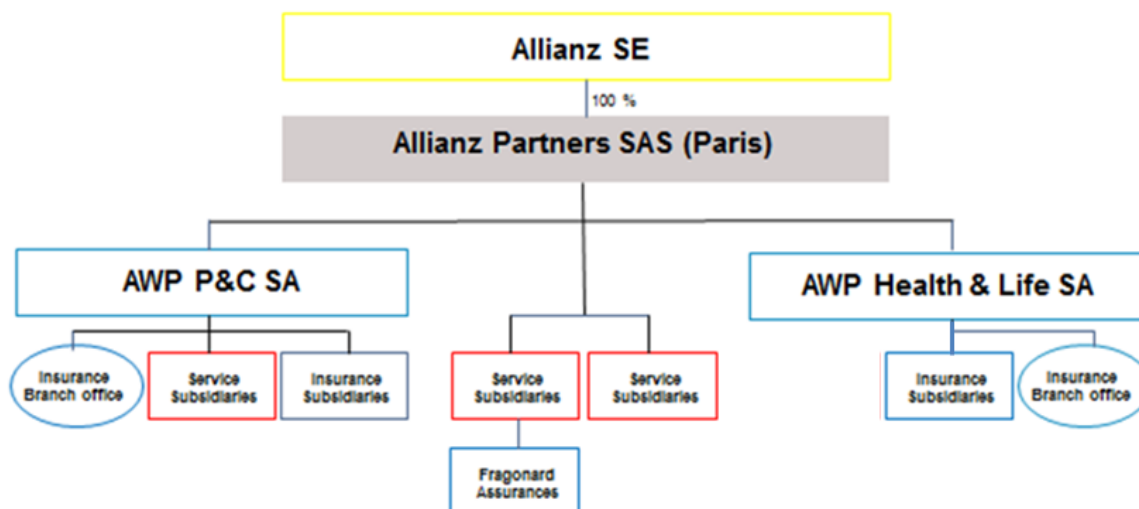 Allianz SE
100 %
Allianz Partners SAS (Paris)
AWP P&C SA
AWP Health & Life SA
Insurance
Branch office
Service
Subsidiaries
Insurance
Subsidiaries
Service
Subsidiaries
Service
Subsidiaries
Insurance
Subsidiaries
Insurance
Branch office
Fragonard
Assurances